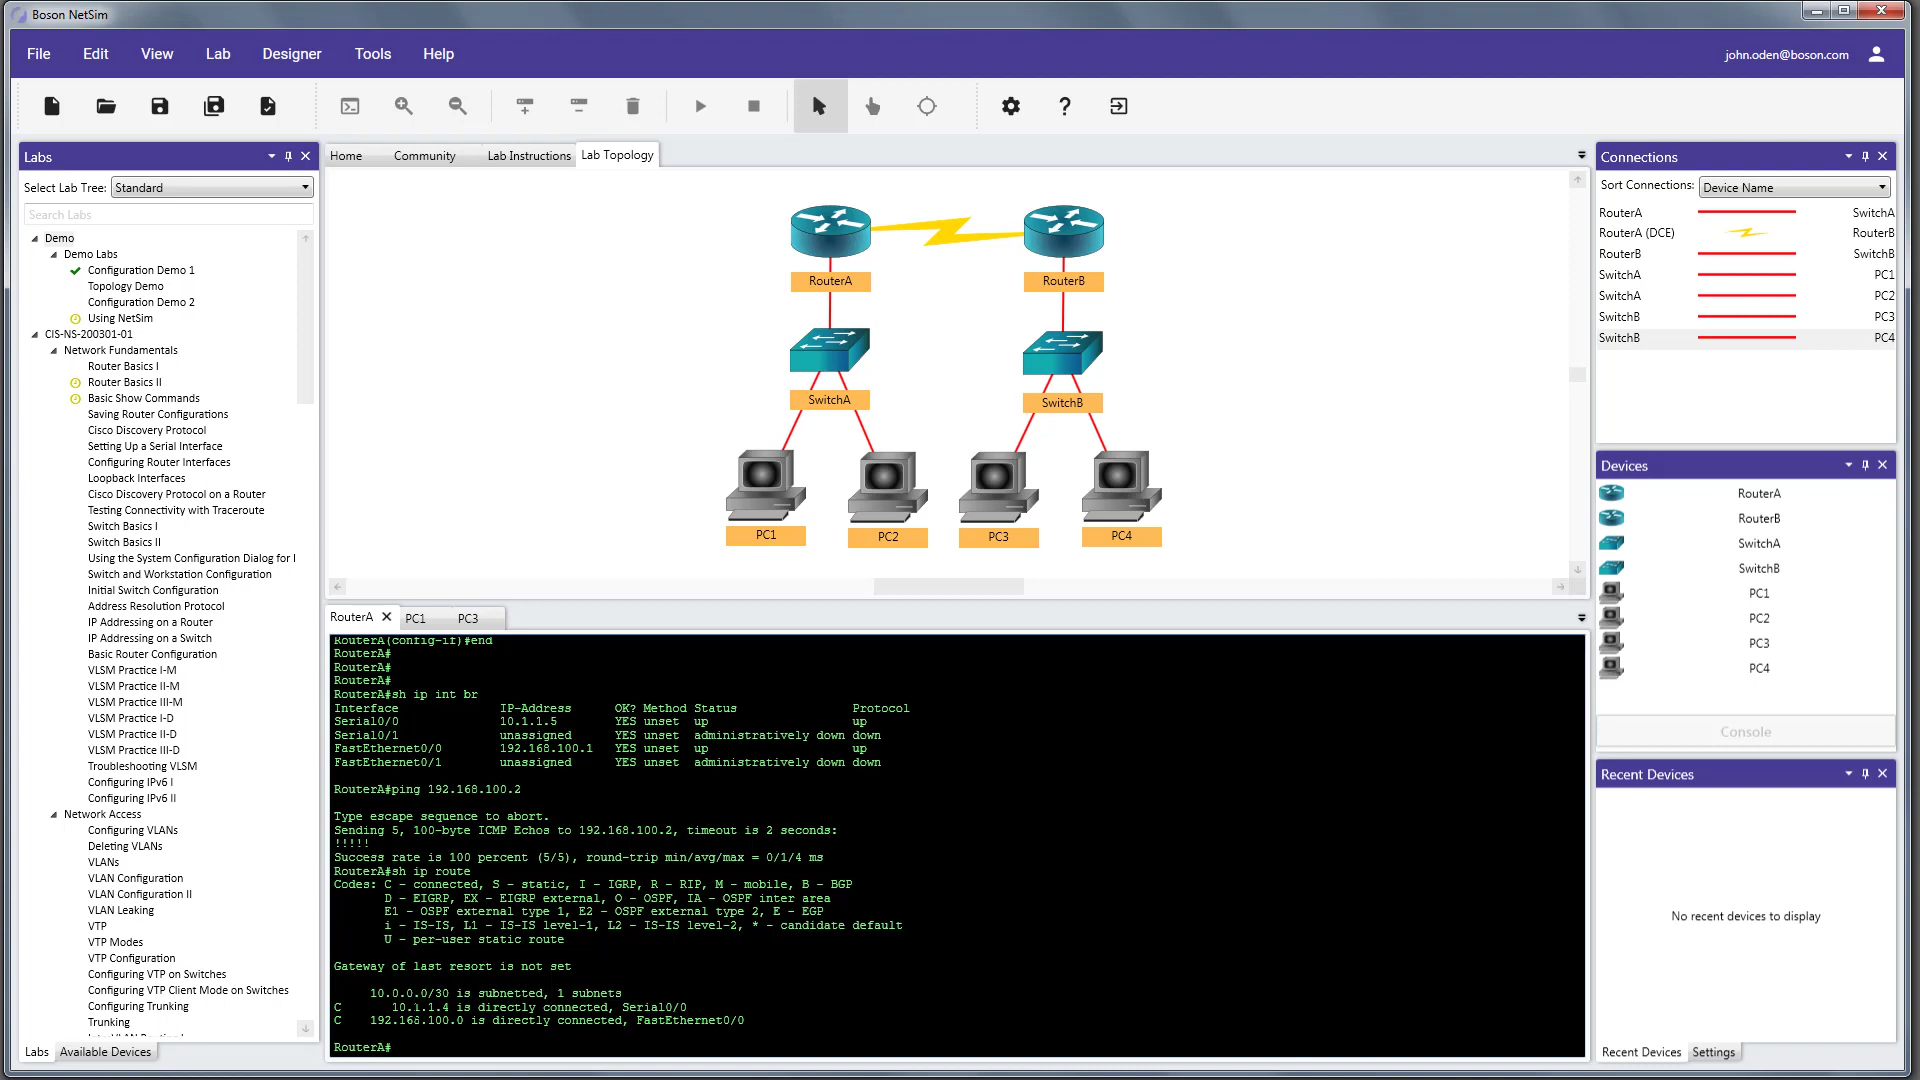 Boson NetSim
File Edit View Lab Designer Tools Help
john.oden@boson.com
Labs
Select Lab Tree: Standard
Search Labs
Demo
Demo Labs
Configuration Demo 1
Topology Demo
Configuration Demo 2
Using NetSim
CIS-NS-200301-01
Network Fundamentals
Router Basics I
Router Basics II
Basic Show Commands
Saving Router Configurations
Cisco Discovery Protocol
Setting Up a Serial Interface
Configuring Router Interfaces
Loopback Interfaces
Cisco Discovery Protocol on a Router
Testing Connectivity with Traceroute
Switch Basics I
Switch Basics II
Using the System Configuration Dialog for I
Switch and Workstation Configuration
Initial Switch Configuration
Address Resolution Protocol
IP Addressing on a Router
IP Addressing on a Switch
Basic Router Configuration
VLSM Practice I-M
VLSM Practice II-M
VLSM Practice III-M
VLSM Practice I-D
VLSM Practice II-D
VLSM Practice III-D
Troubleshooting VLSM
Configuring IPv6 I
Configuring IPv6 II
Network Access
Configuring VLANs
Deleting VLANs
VLANs
VLAN Configuration
VLAN Configuration II
VLAN Leaking
VTP
VTP Modes
VTP Configuration
Configuring VTP on Switches
Configuring VTP Client Mode on Switches
Configuring Trunking
Trunking
Labs Available Devices
Home Community Lab Instructions Lab Topology
RouterA RouterB
SwitchA SwitchB
PC1 PC2 PC3 PC4
RouterA PC1 PC3
RouterA(config-if)#end
RouterA#
RouterA#
RouterA#
RouterA#sh ip int br
Interface IP-Address OK? Method Status Protocol
Serial0/0 10.1.1.5 YES unset up up
Serial0/1 unassigned YES unset administratively down down
FastEthernet0/0 192.168.100.1 YES unset up up
FastEthernet0/1 unassigned YES unset administratively down down
RouterA#ping 192.168.100.2
Type escape sequence to abort.
Sending 5, 100-byte ICMP Echos to 192.168.100.2, timeout is 2 seconds:
!!!!!
Success rate is 100 percent (5/5), round-trip min/avg/max = 0/1/4 ms
RouterA#sh ip route
Codes: C - connected, S - static, I - IGRP, R - RIP, M - mobile, B - BGP
D - EIGRP, EX - EIGRP external, O - OSPF, IA - OSPF inter area
E1 - OSPF external type 1, E2 - OSPF external type 2, E - EGP
i - IS-IS, L1 - IS-IS level-1, L2 - IS-IS level-2, * - candidate default
U - per-user static route
Gateway of last resort is not set
10.0.0.0/30 is subnetted, 1 subnets
C 10.1.1.4 is directly connected, Serial0/0
C 192.168.100.0 is directly connected, FastEthernet0/0
RouterA#
Connections
Sort Connections: Device Name
RouterA SwitchA
RouterA (DCE) RouterB
RouterB SwitchB
SwitchA PC1
SwitchA PC2
SwitchB PC3
SwitchB PC4
Devices
RouterA
RouterB
SwitchA
SwitchB
PC1
PC2
PC3
PC4
Console
Recent Devices
No recent devices to display
Recent Devices Settings